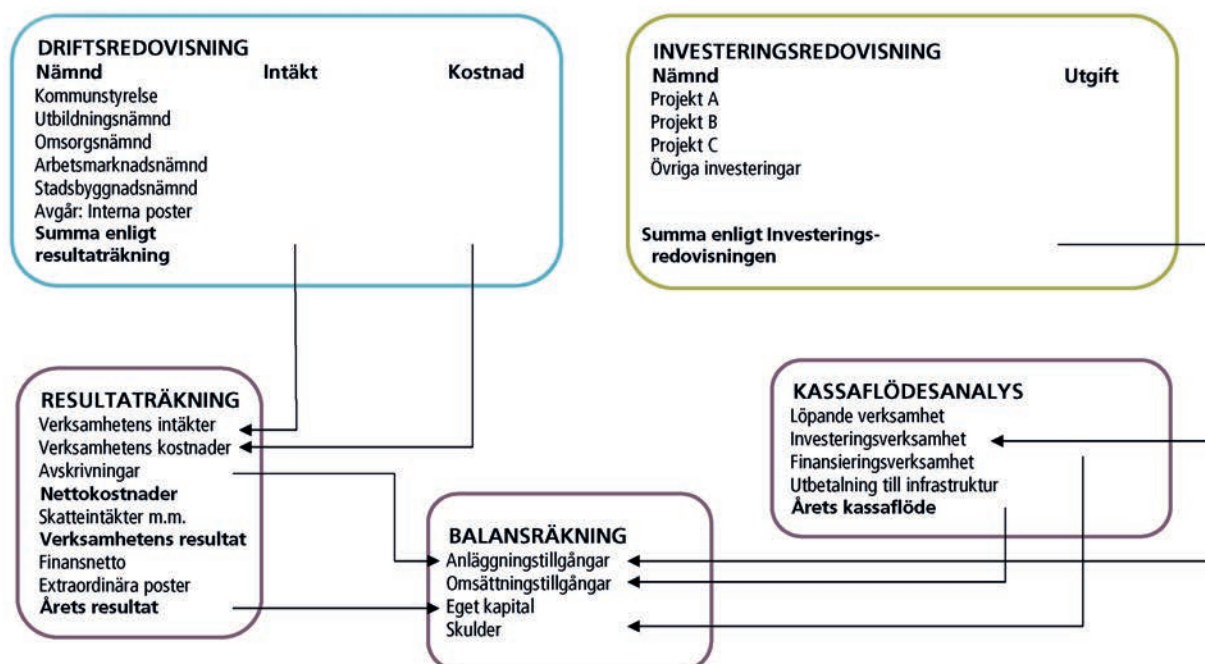 DRIFTSREDOVISNING
Nämnd Intäkt Kostnad
Kommunstyrelse
Utbildningsnämnd
Omsorgsnämnd
Arbetsmarknadsnämnd
Stadsbyggnadsnämnd
Avgår: Interna poster
Summa enligt
resultaträkning
INVESTERINGSREDOVISNING
Nämnd Utgift
Projekt A
Projekt B
Projekt C
Övriga investeringar
Summa enligt Investerings-
redovisningen
RESULTATRÄKNING
Verksamhetens intäkter
Verksamhetens kostnader
Avskrivningar
Nettokostnader
Skatteintäkter m.m.
Verksamhetens resultat
Finansnetto
Extraordinära poster
Årets resultat
BALANSRÄKNING
Anläggningstillgångar
Omsättningstillgångar
Eget kapital
Skulder
KASSAFLÖDESANALYS
Löpande verksamhet
Investeringsverksamhet
Finansieringsverksamhet
Utbetalning till infrastruktur
Årets kassaflöde